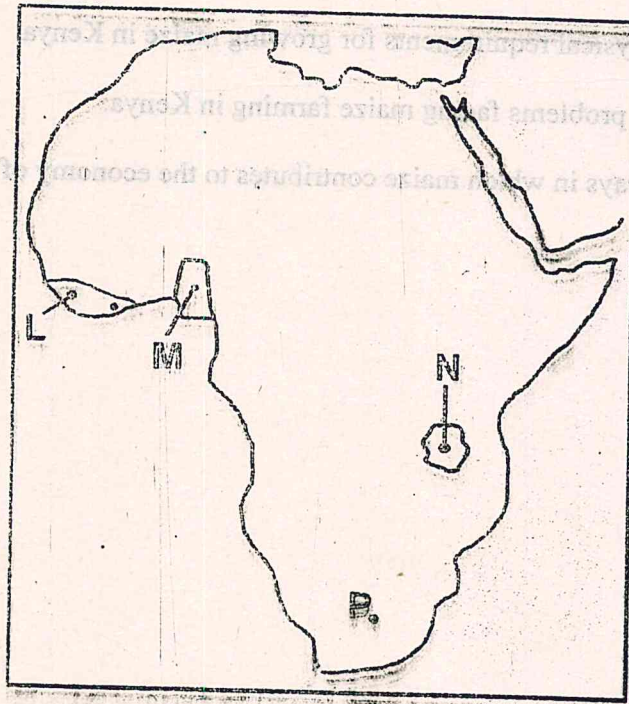 requirements for growing maize in Kenya
problems facing maize farming in Kenya
ays in which maize contributes to the economy of
L
M
N
P.